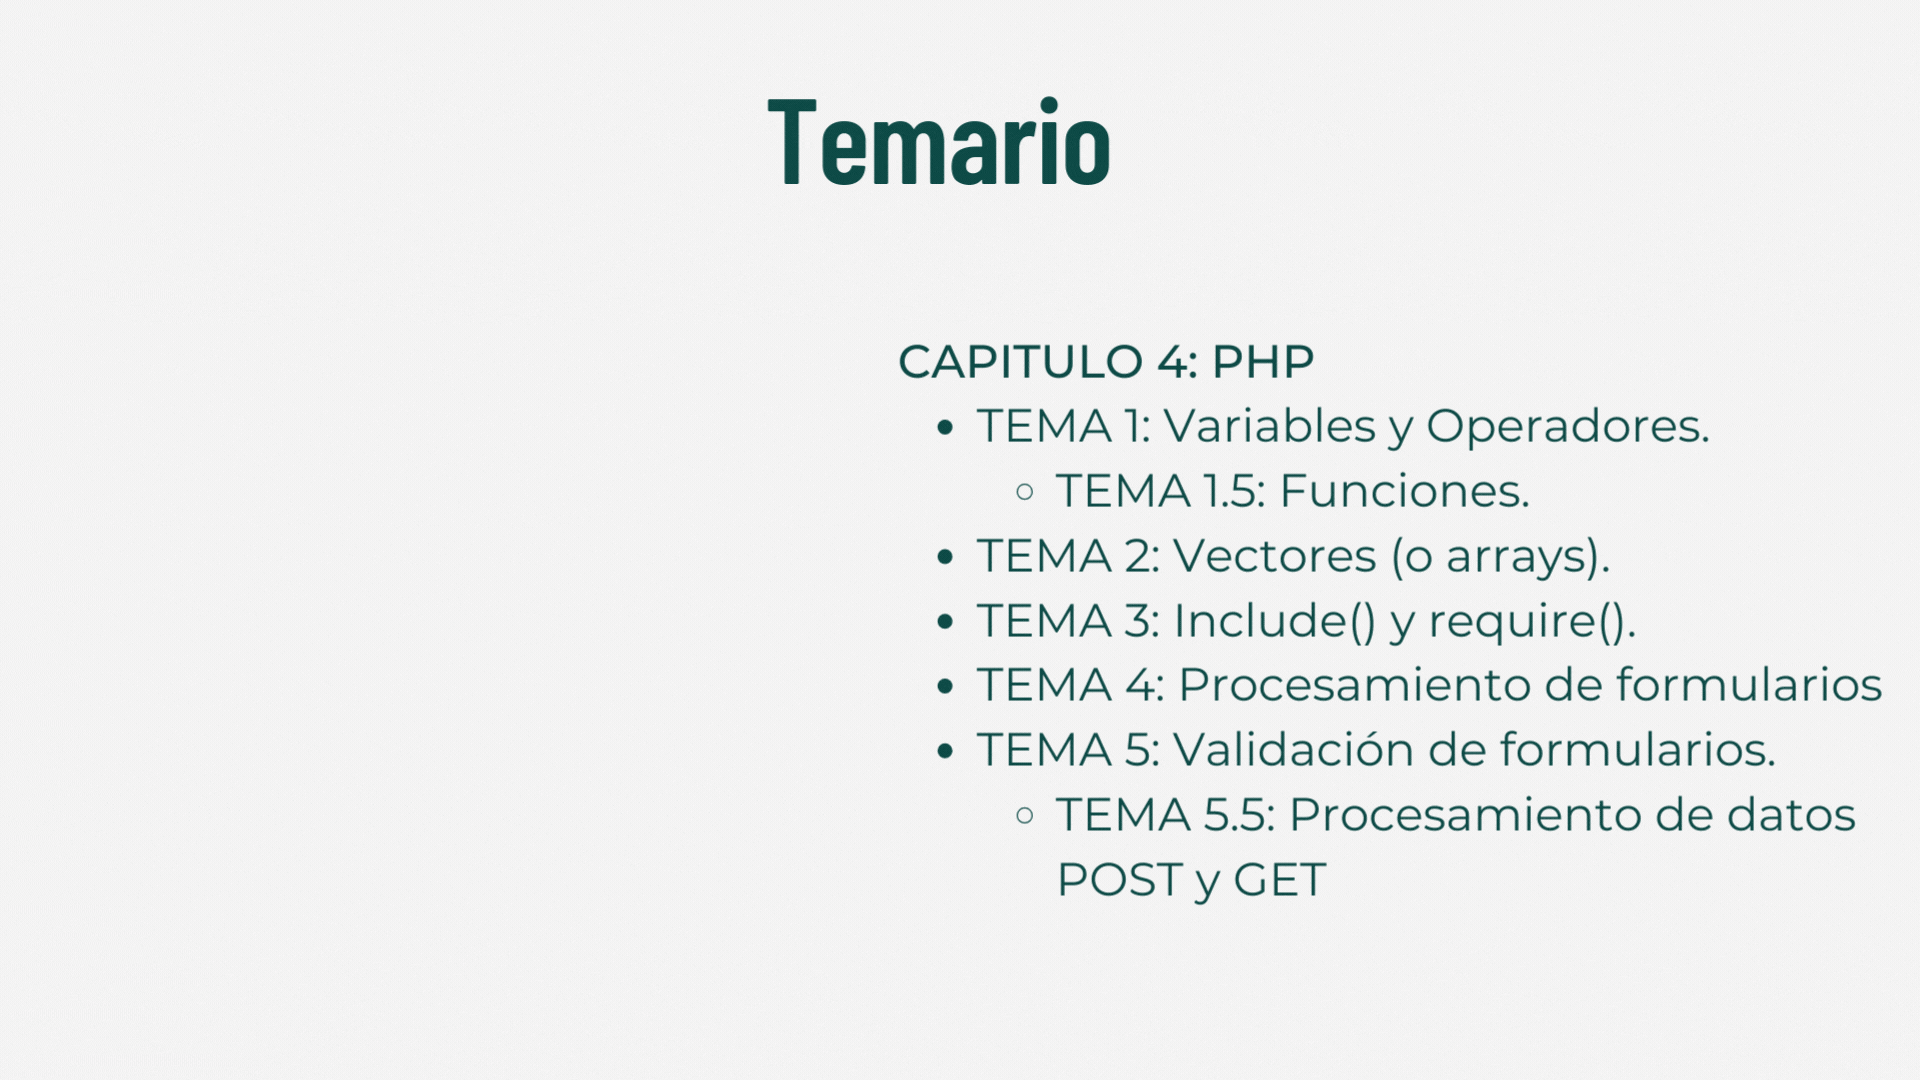 Temario
CAPITULO 4: PHP
• TEMA 1: Variables y Operadores.
○ TEMA 1.5: Funciones.
• TEMA 2: Vectores (o arrays).
• TEMA 3: Include() y require().
• TEMA 4: Procesamiento de formularios
• TEMA 5: Validación de formularios.
○ TEMA 5.5: Procesamiento de datos
POST y GET